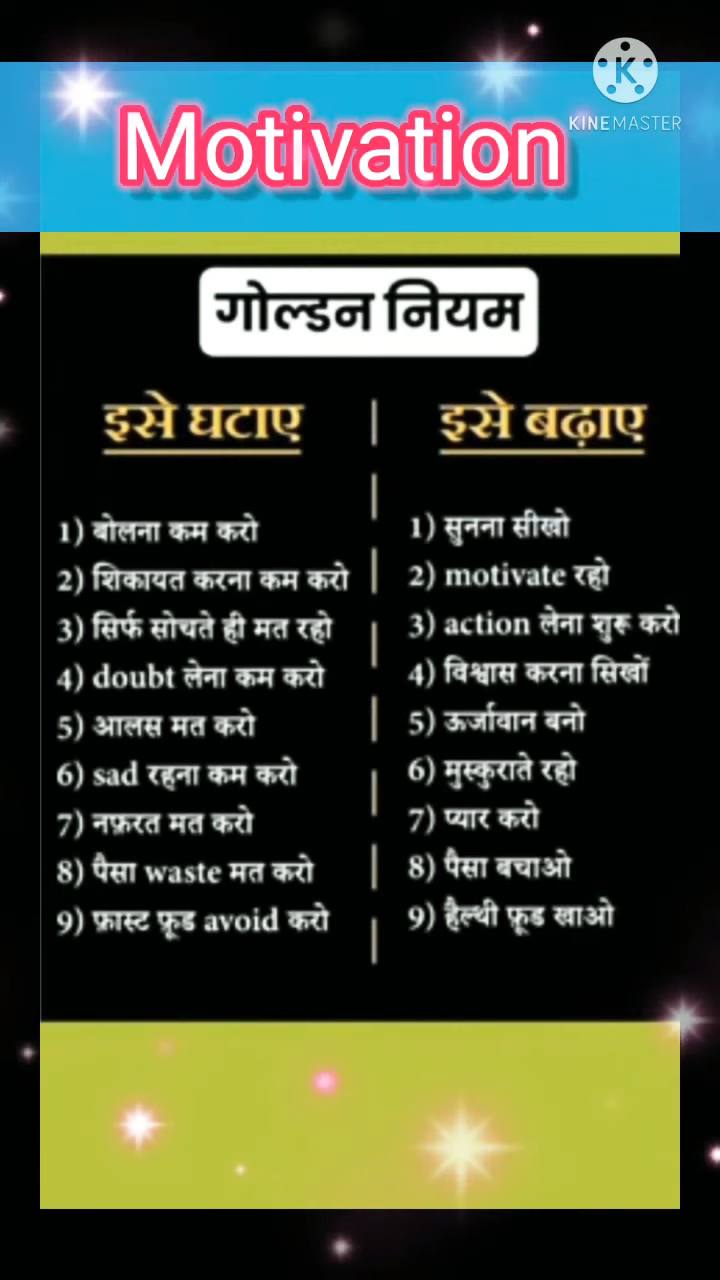 Motivation
KINEMASTER
गोल्डन नियम
इसे घटाए
1) बोलना कम करो
2) शिकायत करना कम करो
3) सिर्फ सोचते ही मत रहो
4) doubt लेना कम करो
5) आलस मत करो
6) sad रहना कम करो
7) नफ़रत मत करो
8) पैसा waste मत करो
9) फ़ास्ट फ़ूड avoid करो
इसे बढ़ाए
1) सुनना सीखो
2) motivate रहो
3) action लेना शुरू करो
4) विश्वास करना सिखों
5) ऊर्जावान बनो
6) मुस्कुराते रहो
7) प्यार करो
8) पैसा बचाओ
9) हैल्थी फ़ूड खाओ